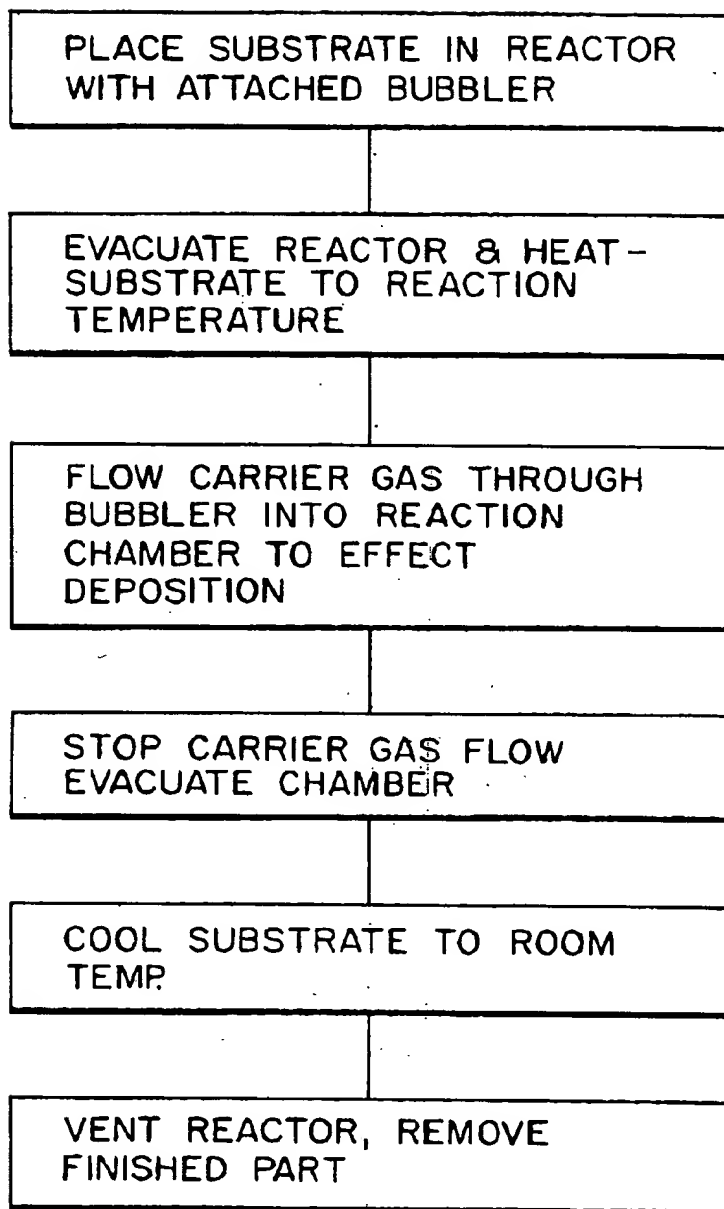 PLACE SUBSTRATE IN REACTOR
WITH ATTACHED BUBBLER
EVACUATE REACTOR & HEAT-
SUBSTRATE TO REACTION
TEMPERATURE
FLOW CARRIER GAS THROUGH
BUBBLER INTO REACTION
CHAMBER TO EFFECT
DEPOSITION
STOP CARRIER GAS FLOW
EVACUATE CHAMBER
COOL SUBSTRATE TO ROOM
TEMP.
VENT REACTOR, REMOVE
FINISHED PART